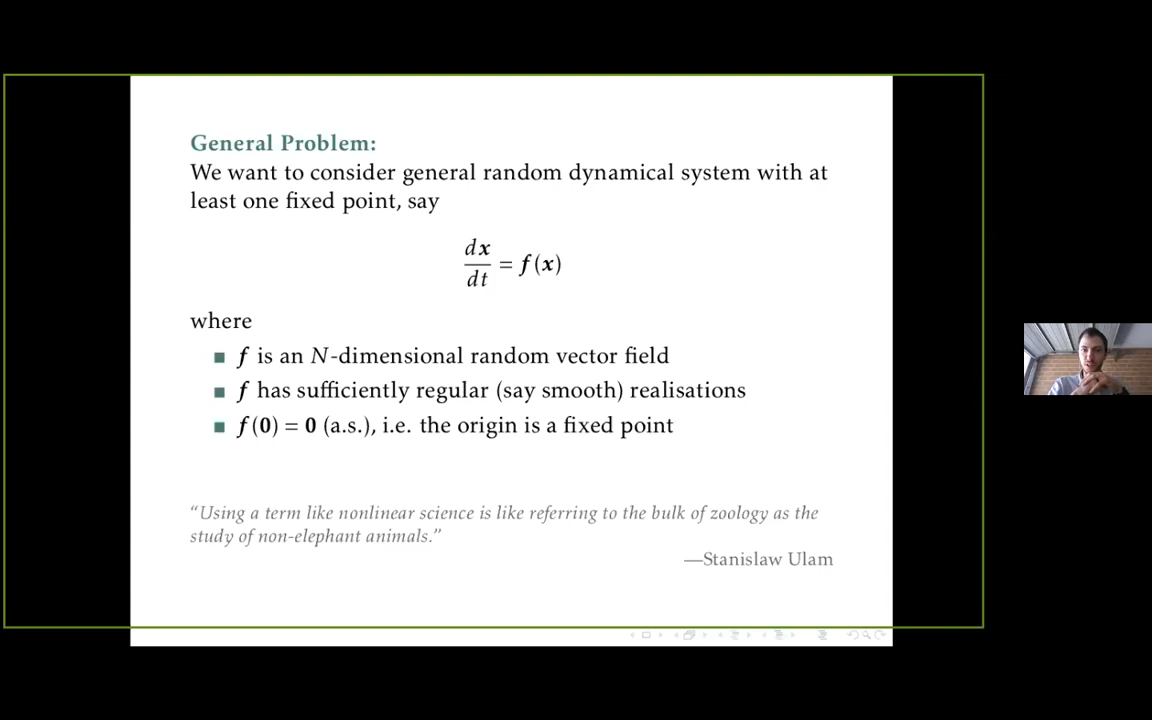 General Problem:
We want to consider general random dynamical system with at
least one fixed point, say
dx/dt = f(x)
where
■ f is an N-dimensional random vector field
■ f has sufficiently regular (say smooth) realisations
■ f(0) = 0 (a.s.), i.e. the origin is a fixed point
“Using a term like nonlinear science is like referring to the bulk of zoology as the
study of non-elephant animals.”
—Stanislaw Ulam